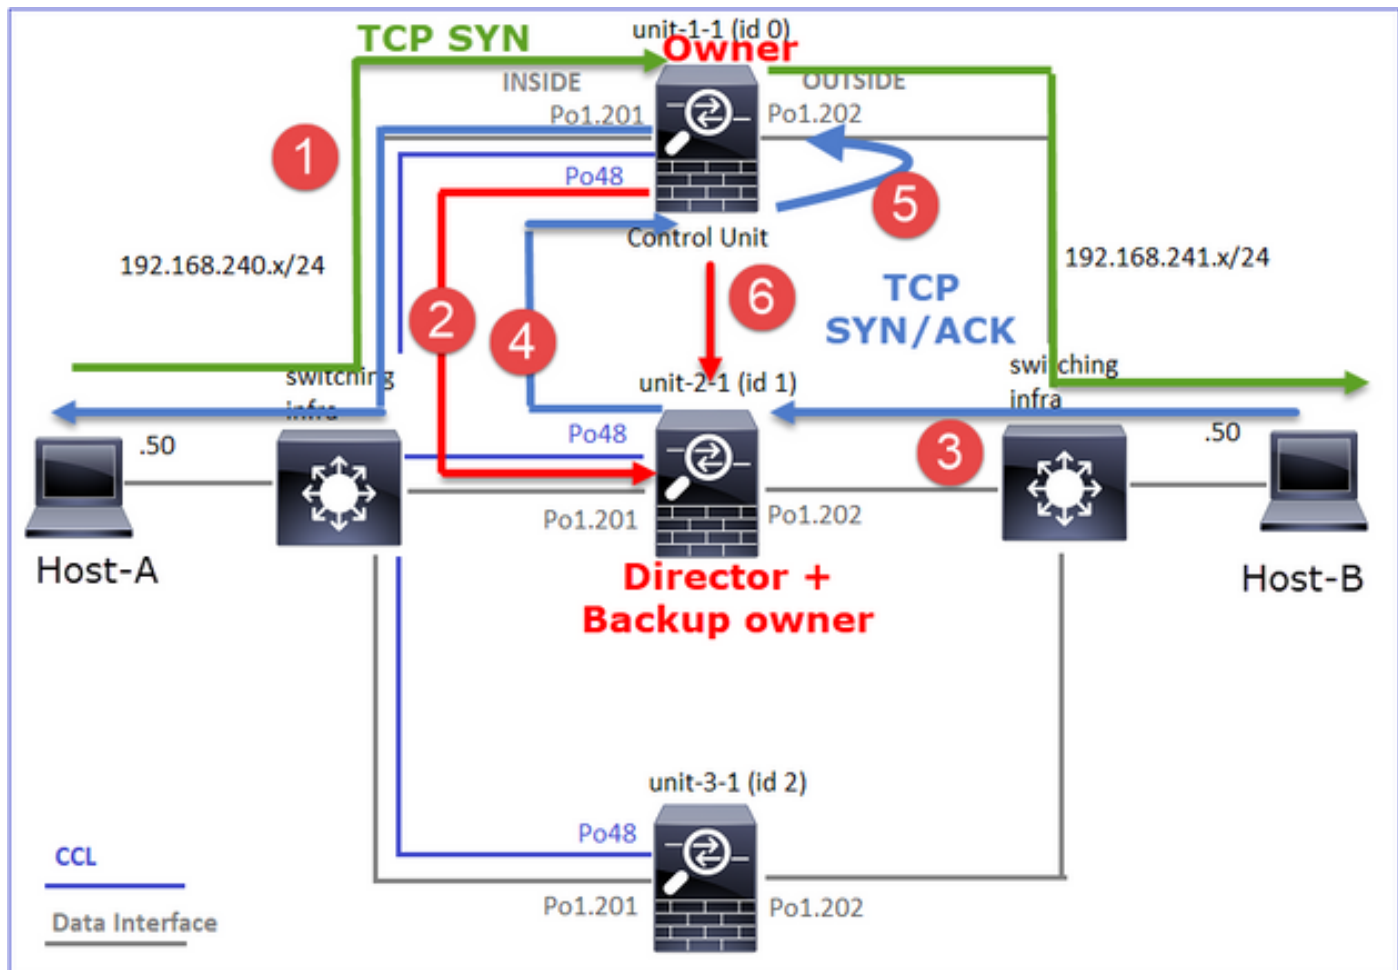 unit-1-1 (id 0)
TCP SYN
Owner
INSIDE
OUTSIDE
Po1.201
Po1.202
1
Po48
5
Control Unit
192.168.240.x/24
192.168.241.x/24
2
4
6
TCP
SYN/ACK
switching
infra
unit-2-1 (id 1)
switching
infra
.50
Po48
3
.50
Po1.201
Po1.202
Host-A
Director +
Backup owner
Host-B
unit-3-1 (id 2)
Po48
CCL
Po1.201
Po1.202
Data Interface